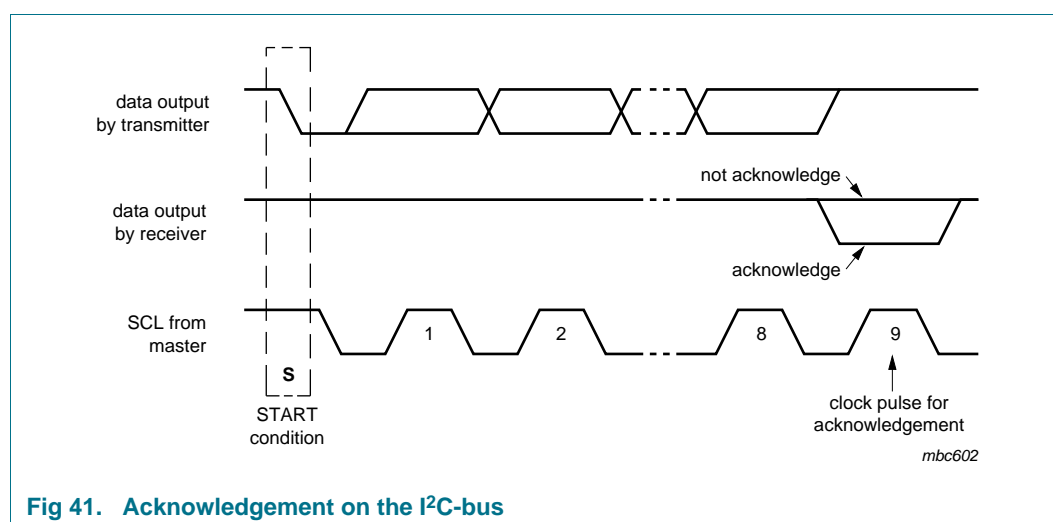 data output
by transmitter
not acknowledge
data output
by receiver
acknowledge
SCL from
master
1
2
8
9
S
START
condition
clock pulse for
acknowledgement
mbc602
Fig 41. Acknowledgement on the I²C-bus